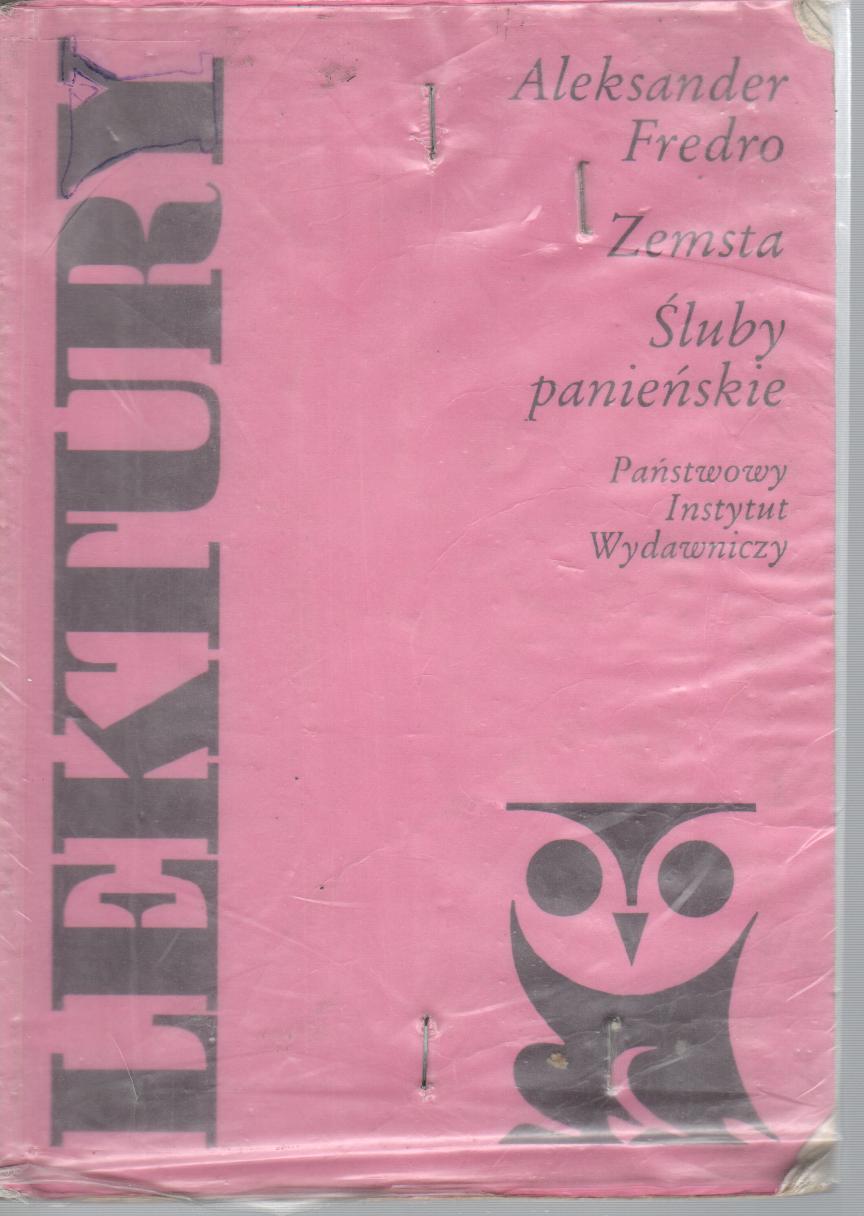 LEKTURY
Aleksander
Fredro
Zemsta
Śluby
panieńskie
Państwowy
Instytut
Wydawniczy